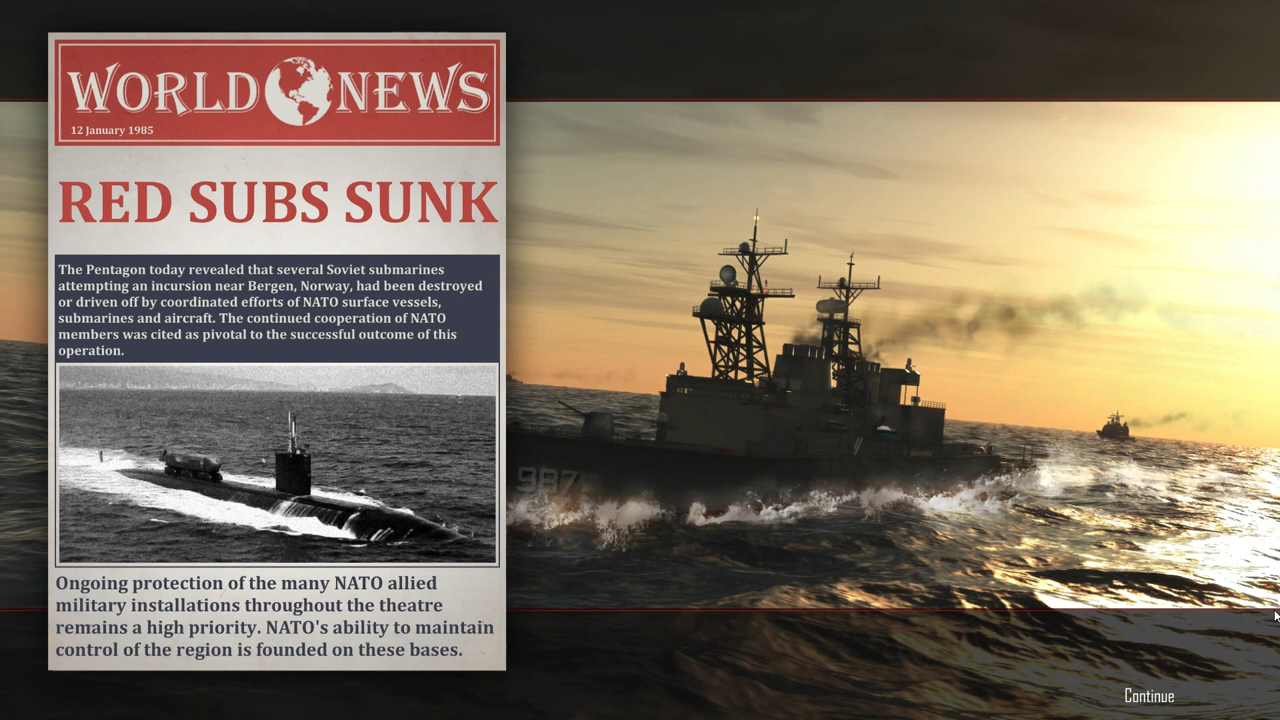 WORLD NEWS
12 January 1985
RED SUBS SUNK
The Pentagon today revealed that several Soviet submarines
attempting an incursion near Bergen, Norway, had been destroyed
or driven off by coordinated efforts of NATO surface vessels,
submarines and aircraft. The continued cooperation of NATO
members was cited as pivotal to the successful outcome of this
operation.
Ongoing protection of the many NATO allied
military installations throughout the theatre
remains a high priority. NATO's ability to maintain
control of the region is founded on these bases.
987
Continue